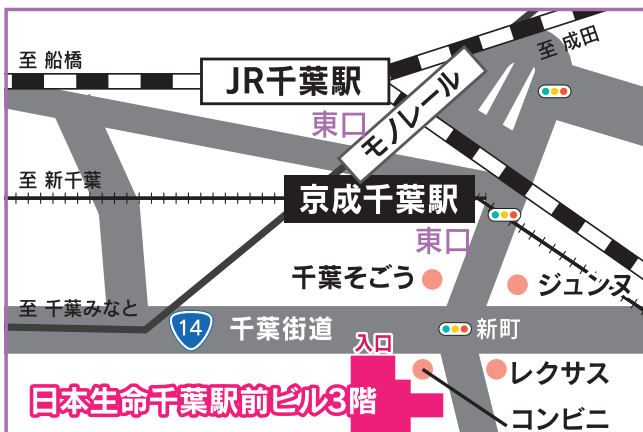 至 船橋
至 成田
JR千葉駅
東口
モノレール
至 新千葉
京成千葉駅
東口
千葉そごう
ジュンヌ
至 千葉みなと
14
千葉街道
新町
入口
日本生命千葉駅前ビル3階
レクサス
コンビニ